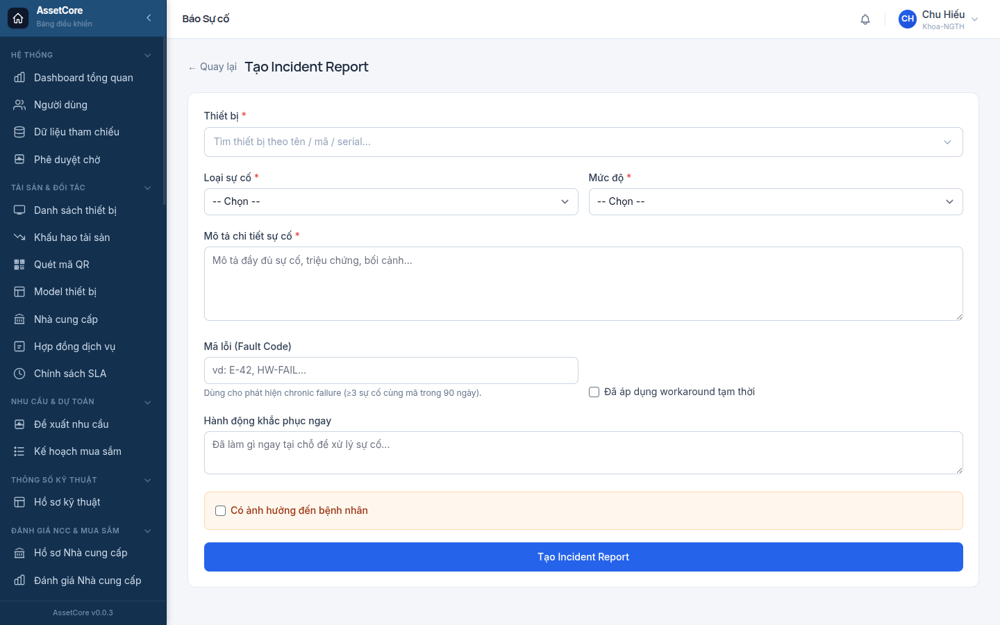 AssetCore
Bảng điều khiển
HỆ THỐNG
Dashboard tổng quan
Người dùng
Dữ liệu tham chiếu
Phê duyệt chờ
TÀI SẢN & ĐỐI TÁC
Danh sách thiết bị
Khấu hao tài sản
Quét mã QR
Model thiết bị
Nhà cung cấp
Hợp đồng dịch vụ
Chính sách SLA
NHU CẦU & DỰ TOÁN
Đề xuất nhu cầu
Kế hoạch mua sắm
THÔNG SỐ KỸ THUẬT
Hồ sơ kỹ thuật
ĐÁNH GIÁ NCC & MUA SẮM
Hồ sơ Nhà cung cấp
Đánh giá Nhà cung cấp
AssetCore v0.0.3
Báo Sự cố
CH
Chu Hiếu
Khoa-NGTH
← Quay lại
Tạo Incident Report
Thiết bị *
Tìm thiết bị theo tên / mã / serial...
Loại sự cố *
Mức độ *
-- Chọn --
-- Chọn --
Mô tả chi tiết sự cố *
Mô tả đầy đủ sự cố, triệu chứng, bối cảnh...
Mã lỗi (Fault Code)
vd: E-42, HW-FAIL...
Dùng cho phát hiện chronic failure (≥3 sự cố cùng mã trong 90 ngày).
Đã áp dụng workaround tạm thời
Hành động khắc phục ngay
Đã làm gì ngay tại chỗ để xử lý sự cố...
Có ảnh hưởng đến bệnh nhân
Tạo Incident Report